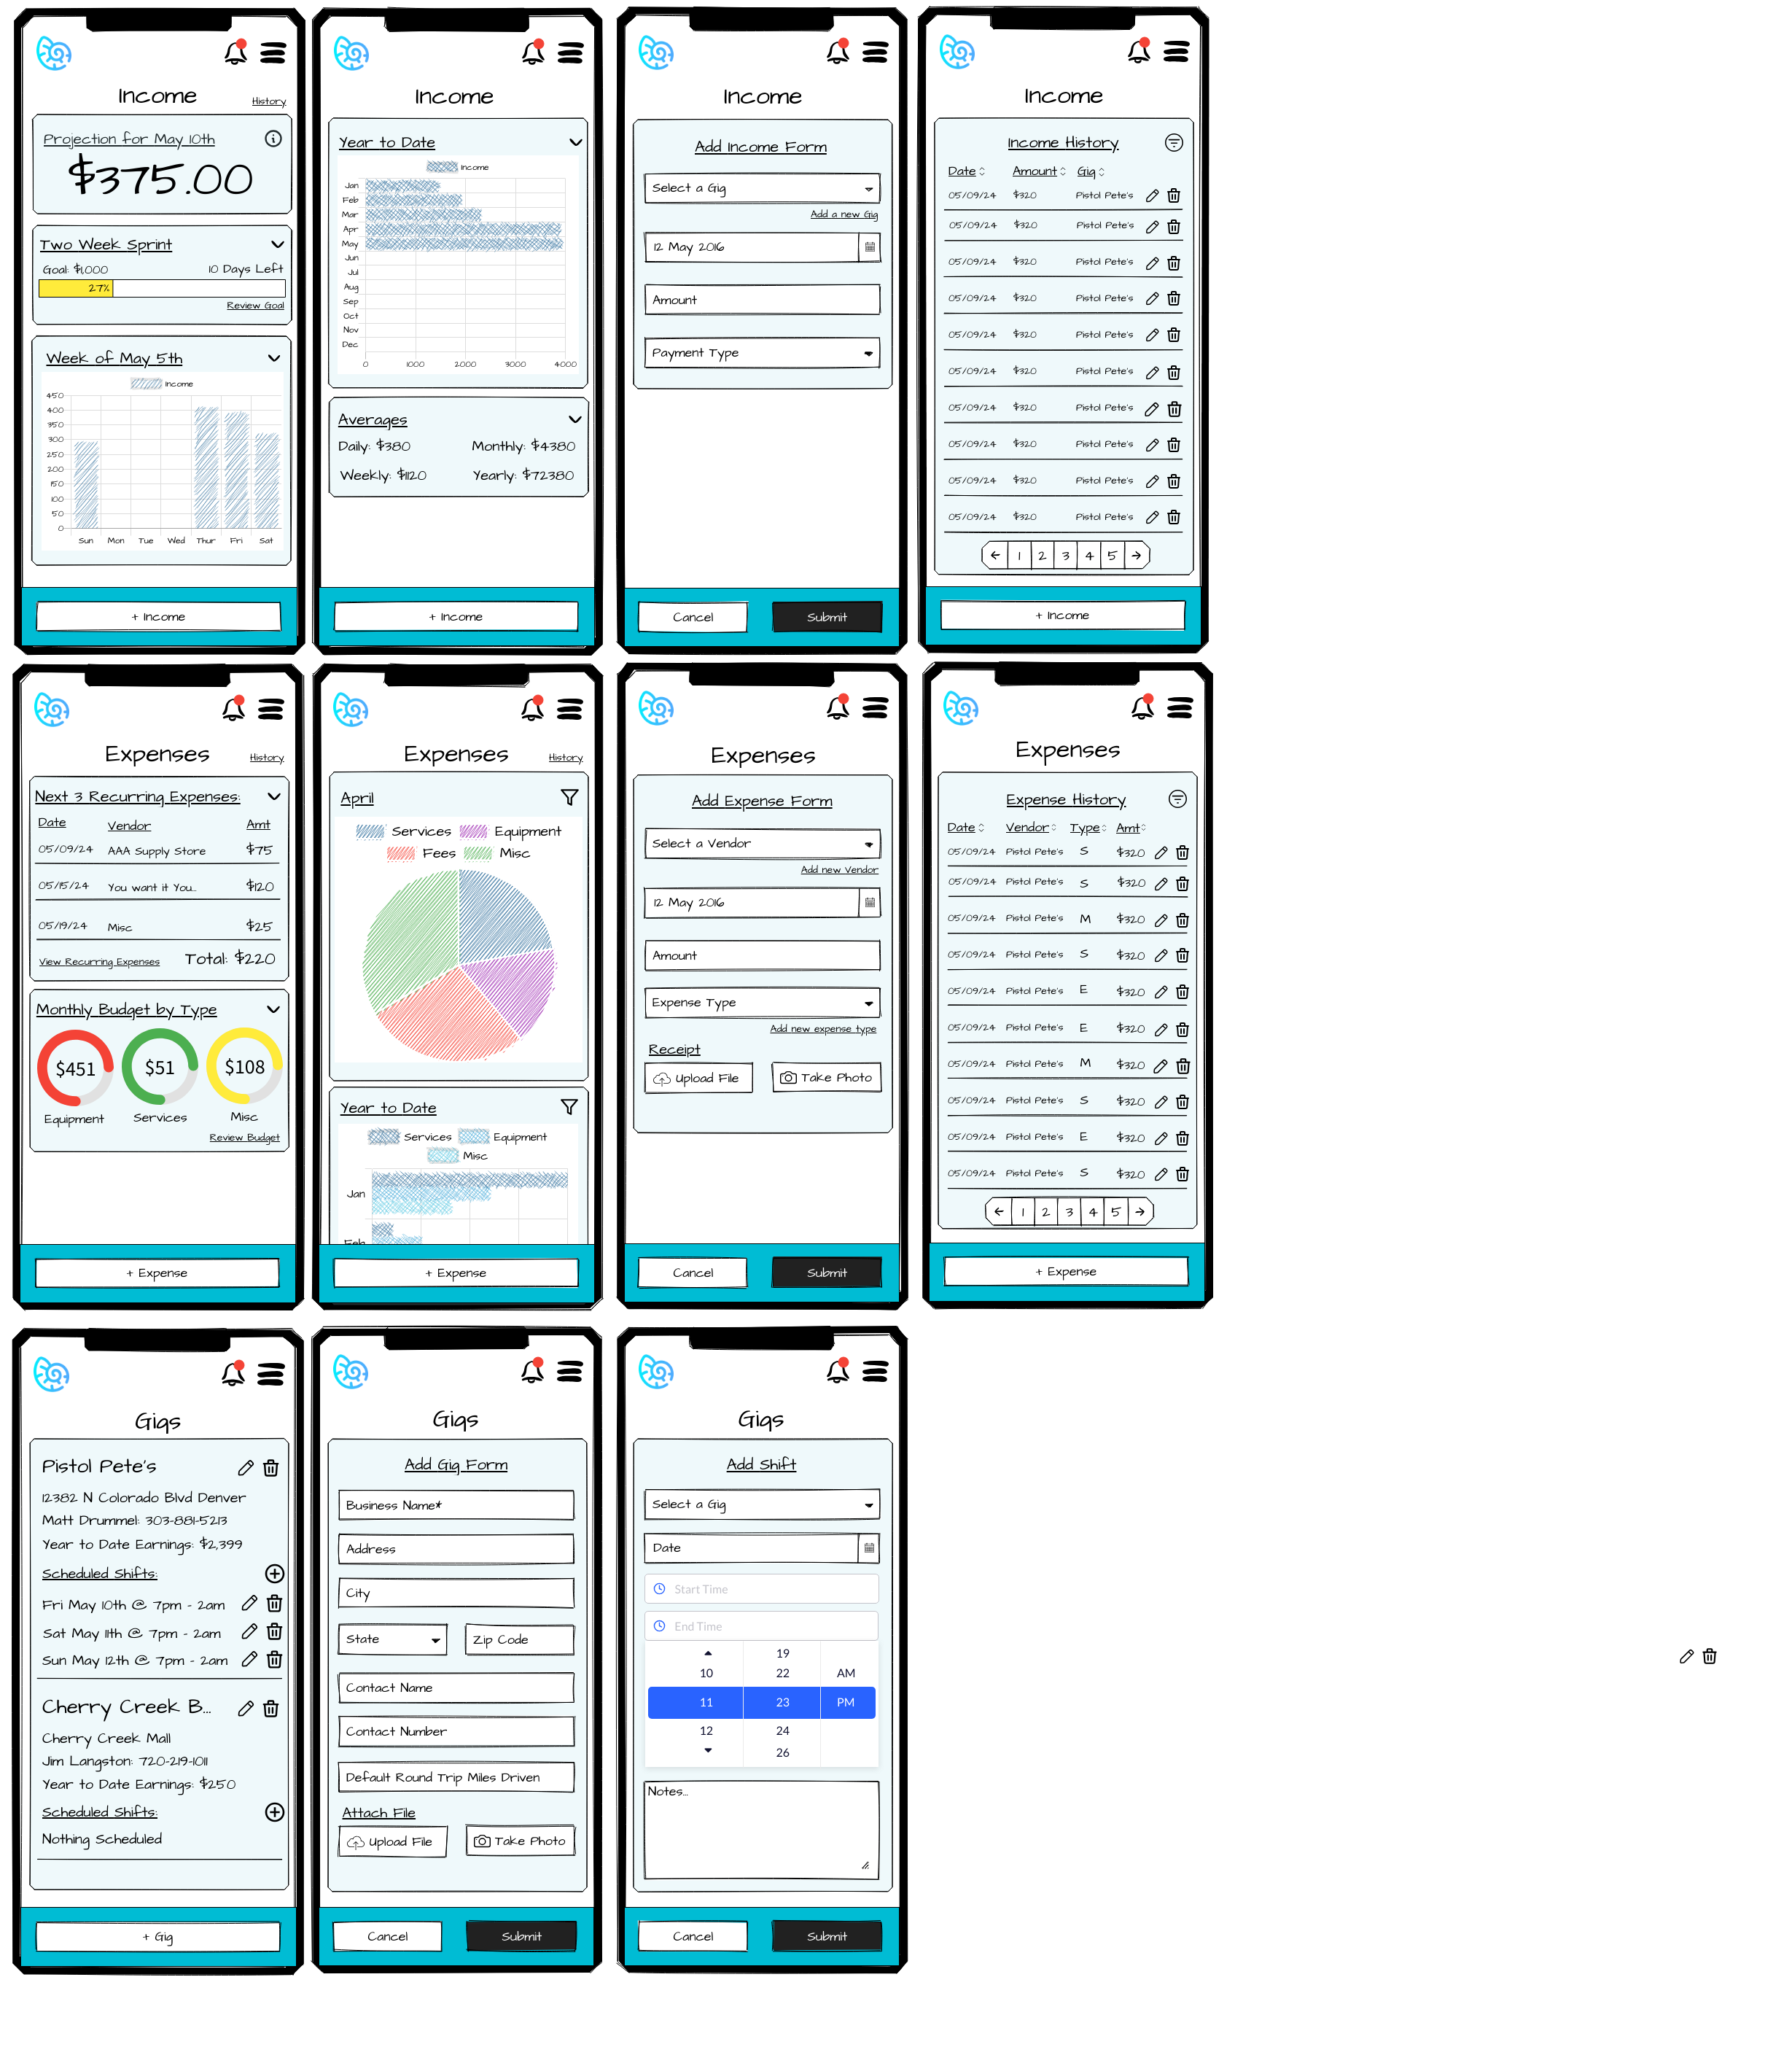 Income
History
Projection for May 10th
$375.00
Two Week Sprint
Goal: $1,000 10 Days Left
27%
Review Goal
Week of May 5th
Income
450
400
350
300
250
200
150
100
50
0
Sun Mon Tue Wed Thur Fri Sat
+ Income
Income
Year to Date
Income
Jan
Feb
Mar
Apr
May
Jun
Jul
Aug
Sep
Oct
Nov
Dec
0 1000 2000 3000 4000
Averages
Daily: $380 Monthly: $4380
Weekly: $1120 Yearly: $72380
+ Income
Income
Add Income Form
Select a Gig
Add a new Gig
12 May 2016
Amount
Payment Type
Cancel Submit
Income
Income History
Date Amount Gig
05/09/24 $320 Pistol Pete's
05/09/24 $320 Pistol Pete's
05/09/24 $320 Pistol Pete's
05/09/24 $320 Pistol Pete's
05/09/24 $320 Pistol Pete's
05/09/24 $320 Pistol Pete's
05/09/24 $320 Pistol Pete's
05/09/24 $320 Pistol Pete's
05/09/24 $320 Pistol Pete's
05/09/24 $320 Pistol Pete's
1 2 3 4 5
+ Income
Expenses
History
Next 3 Recurring Expenses:
Date Vendor Amt
05/09/24 AAA Supply Store $75
05/15/24 You want it You... $120
05/19/24 Misc $25
View Recurring Expenses Total: $220
Monthly Budget by Type
$451 $51 $108
Equipment Services Misc
Review Budget
+ Expense
Expenses
History
April
Services Equipment
Fees Misc
Year to Date
Services Equipment
Misc
Jan
Feb
+ Expense
Expenses
Add Expense Form
Select a Vendor
Add new Vendor
12 May 2016
Amount
Expense Type
Add new expense type
Receipt
Upload File Take Photo
Cancel Submit
Expenses
Expense History
Date Vendor Type Amt
05/09/24 Pistol Pete's S $320
05/09/24 Pistol Pete's S $320
05/09/24 Pistol Pete's M $320
05/09/24 Pistol Pete's S $320
05/09/24 Pistol Pete's E $320
05/09/24 Pistol Pete's E $320
05/09/24 Pistol Pete's M $320
05/09/24 Pistol Pete's S $320
05/09/24 Pistol Pete's E $320
05/09/24 Pistol Pete's S $320
1 2 3 4 5
+ Expense
Gigs
Pistol Pete's
12382 N Colorado Blvd Denver
Matt Drummel: 303-881-5213
Year to Date Earnings: $2,399
Scheduled Shifts:
Fri May 10th @ 7pm - 2am
Sat May 11th @ 7pm - 2am
Sun May 12th @ 7pm - 2am
Cherry Creek B...
Cherry Creek Mall
Jim Langston: 720-219-1011
Year to Date Earnings: $250
Scheduled Shifts:
Nothing Scheduled
+ Gig
Gigs
Add Gig Form
Business Name*
Address
City
State Zip Code
Contact Name
Contact Number
Default Round Trip Miles Driven
Attach File
Upload File Take Photo
Cancel Submit
Gigs
Add Shift
Select a Gig
Date
Start Time
End Time
19
10 22 AM
11 23 PM
12 24
26
Notes...
Cancel Submit